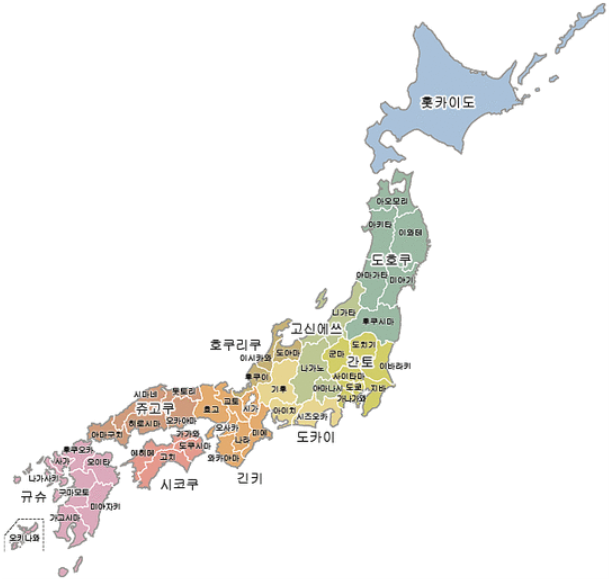 홋카이도
아오모리
아키타
이와테
도호쿠
야마가타
미야기
니가타
후쿠시마
고신에쓰
호쿠리쿠
이시카와
도야마
군마
도치기
간토
이바라키
후쿠이
나가노
사이타마
기후
야마나시
도쿄
치바
가나가와
아이치
시즈오카
도카이
시마네
돗토리
쥬고쿠
효고
교토
시가
히로시마
오카야마
야마구치
오사카
미에
나라
와카야마
긴키
가가와
도쿠시마
에히메
고치
시코쿠
후쿠오카
사가
오이타
나가사키
규슈
구마모토
미야자키
가고시마
오키나와